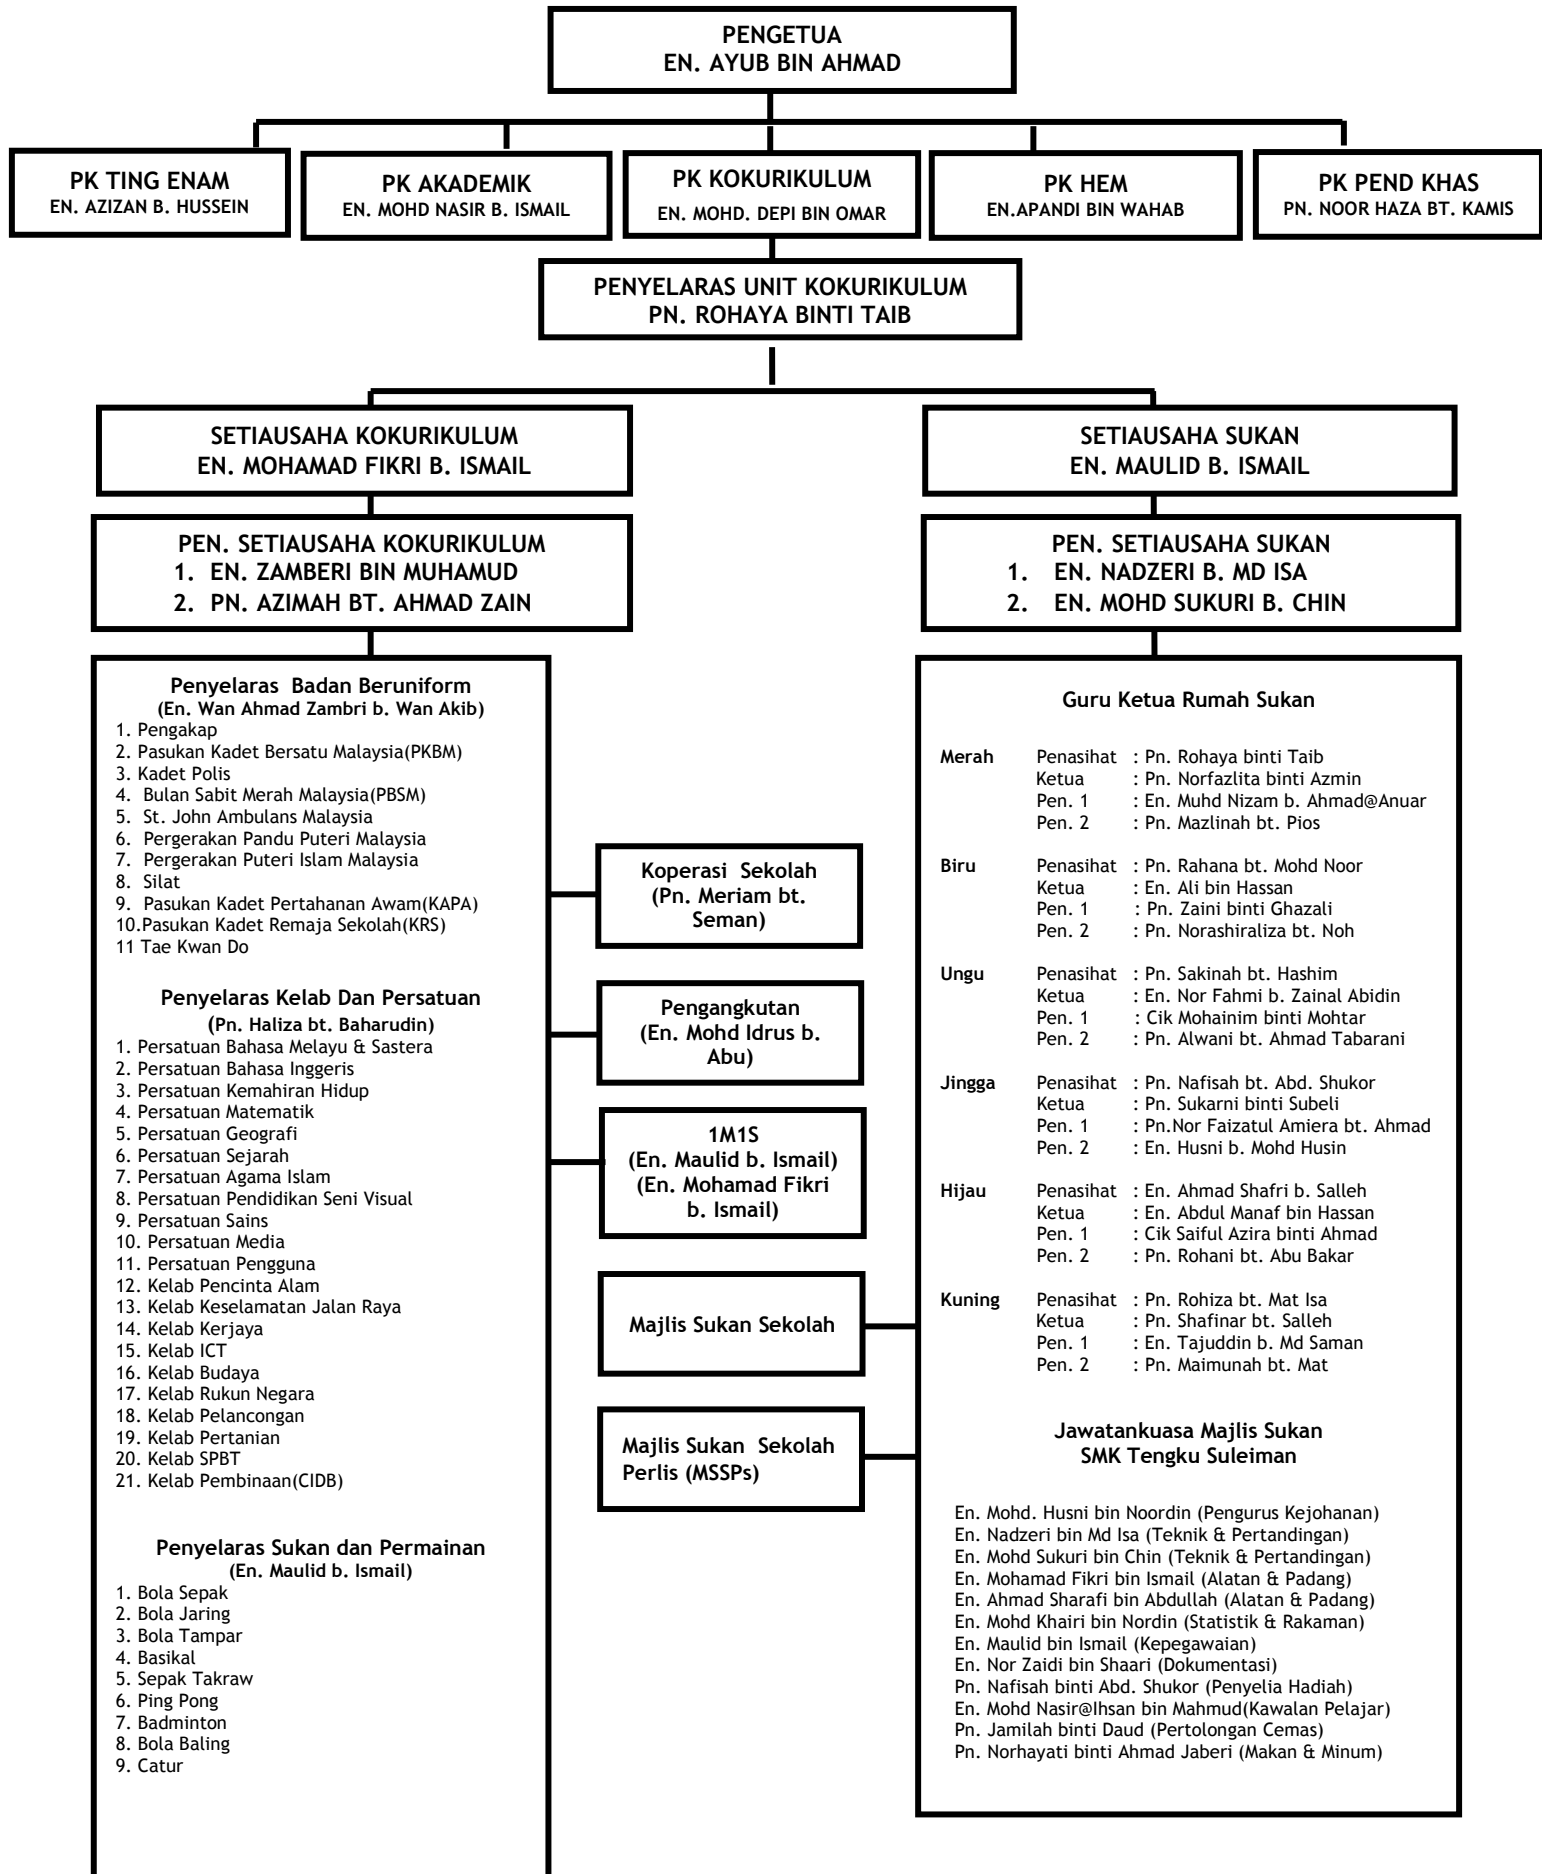 PENGETUA
EN. AYUB BIN AHMAD
PK TING ENAM
EN. AZIZAN B. HUSSEIN
PK AKADEMIK
EN. MOHD NASIR B. ISMAIL
PK KOKURIKULUM
EN. MOHD. DEPI BIN OMAR
PK HEM
EN.APANDI BIN WAHAB
PK PEND KHAS
PN. NOOR HAZA BT. KAMIS
PENYELARAS UNIT KOKURIKULUM
PN. ROHAYA BINTI TAIB
SETIAUSAHA KOKURIKULUM
EN. MOHAMAD FIKRI B. ISMAIL
SETIAUSAHA SUKAN
EN. MAULID B. ISMAIL
PEN. SETIAUSAHA KOKURIKULUM
1. EN. ZAMBERI BIN MUHAMUD
2. PN. AZIMAH BT. AHMAD ZAIN
PEN. SETIAUSAHA SUKAN
1. EN. NADZERI B. MD ISA
2. EN. MOHD SUKURI B. CHIN
Penyelaras Badan Beruniform
(En. Wan Ahmad Zambri b. Wan Akib)
1. Pengakap
2. Pasukan Kadet Bersatu Malaysia(PKBM)
3. Kadet Polis
4. Bulan Sabit Merah Malaysia(PBSM)
5. St. John Ambulans Malaysia
6. Pergerakan Pandu Puteri Malaysia
7. Pergerakan Puteri Islam Malaysia
8. Silat
9. Pasukan Kadet Pertahanan Awam(KAPA)
10.Pasukan Kadet Remaja Sekolah(KRS)
11 Tae Kwan Do
Penyelaras Kelab Dan Persatuan
(Pn. Haliza bt. Baharudin)
1. Persatuan Bahasa Melayu & Sastera
2. Persatuan Bahasa Inggeris
3. Persatuan Kemahiran Hidup
4. Persatuan Matematik
5. Persatuan Geografi
6. Persatuan Sejarah
7. Persatuan Agama Islam
8. Persatuan Pendidikan Seni Visual
9. Persatuan Sains
10. Persatuan Media
11. Persatuan Pengguna
12. Kelab Pencinta Alam
13. Kelab Keselamatan Jalan Raya
14. Kelab Kerjaya
15. Kelab ICT
16. Kelab Budaya
17. Kelab Rukun Negara
18. Kelab Pelancongan
19. Kelab Pertanian
20. Kelab SPBT
21. Kelab Pembinaan(CIDB)
Penyelaras Sukan dan Permainan
(En. Maulid b. Ismail)
1. Bola Sepak
2. Bola Jaring
3. Bola Tampar
4. Basikal
5. Sepak Takraw
6. Ping Pong
7. Badminton
8. Bola Baling
9. Catur
Koperasi Sekolah
(Pn. Meriam bt.
Seman)
Pengangkutan
(En. Mohd Idrus b.
Abu)
1M1S
(En. Maulid b. Ismail)
(En. Mohamad Fikri
b. Ismail)
Majlis Sukan Sekolah
Majlis Sukan Sekolah
Perlis (MSSPs)
Guru Ketua Rumah Sukan
Merah Penasihat : Pn. Rohaya binti Taib
Ketua : Pn. Norfazlita binti Azmin
Pen. 1 : En. Muhd Nizam b. Ahmad@Anuar
Pen. 2 : Pn. Mazlinah bt. Pios
Biru Penasihat : Pn. Rahana bt. Mohd Noor
Ketua : En. Ali bin Hassan
Pen. 1 : Pn. Zaini binti Ghazali
Pen. 2 : Pn. Norashiraliza bt. Noh
Ungu Penasihat : Pn. Sakinah bt. Hashim
Ketua : En. Nor Fahmi b. Zainal Abidin
Pen. 1 : Cik Mohainim binti Mohtar
Pen. 2 : Pn. Alwani bt. Ahmad Tabarani
Jingga Penasihat : Pn. Nafisah bt. Abd. Shukor
Ketua : Pn. Sukarni binti Subeli
Pen. 1 : Pn.Nor Faizatul Amiera bt. Ahmad
Pen. 2 : En. Husni b. Mohd Husin
Hijau Penasihat : En. Ahmad Shafri b. Salleh
Ketua : En. Abdul Manaf bin Hassan
Pen. 1 : Cik Saiful Azira binti Ahmad
Pen. 2 : Pn. Rohani bt. Abu Bakar
Kuning Penasihat : Pn. Rohiza bt. Mat Isa
Ketua : Pn. Shafinar bt. Salleh
Pen. 1 : En. Tajuddin b. Md Saman
Pen. 2 : Pn. Maimunah bt. Mat
Jawatankuasa Majlis Sukan
SMK Tengku Suleiman
En. Mohd. Husni bin Noordin (Pengurus Kejohanan)
En. Nadzeri bin Md Isa (Teknik & Pertandingan)
En. Mohd Sukuri bin Chin (Teknik & Pertandingan)
En. Mohamad Fikri bin Ismail (Alatan & Padang)
En. Ahmad Sharafi bin Abdullah (Alatan & Padang)
En. Mohd Khairi bin Nordin (Statistik & Rakaman)
En. Maulid bin Ismail (Kepegawaian)
En. Nor Zaidi bin Shaari (Dokumentasi)
Pn. Nafisah binti Abd. Shukor (Penyelia Hadiah)
En. Mohd Nasir@Ihsan bin Mahmud(Kawalan Pelajar)
Pn. Jamilah binti Daud (Pertolongan Cemas)
Pn. Norhayati binti Ahmad Jaberi (Makan & Minum)